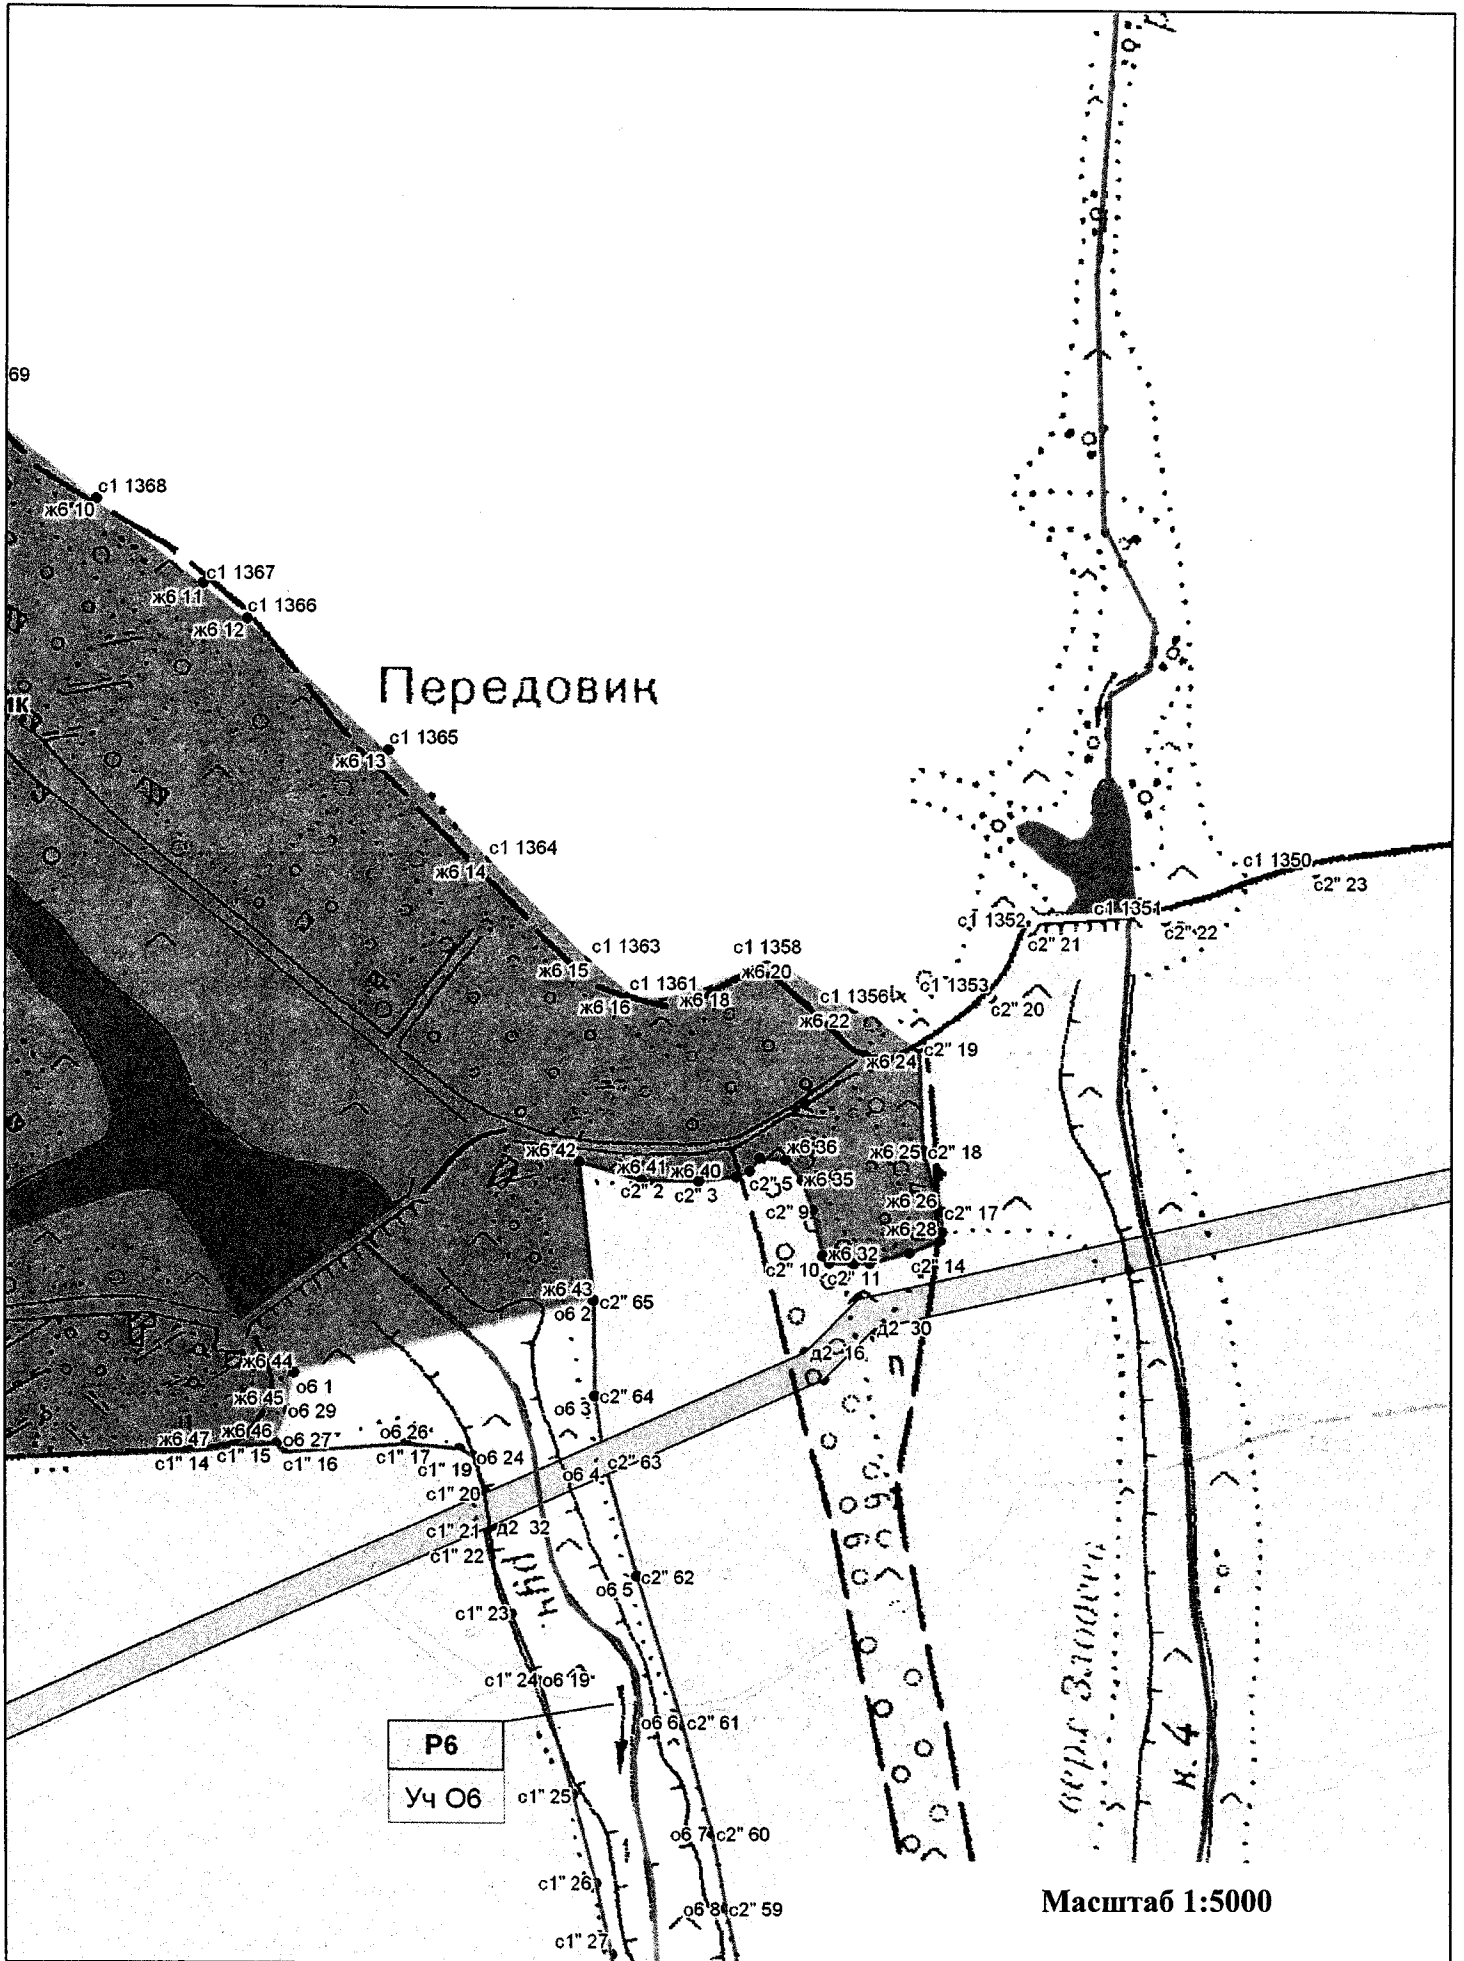 69
с1 1368
ж6 10
с1 1367
ж6 11
с1 1366
ж6 12
Передовик
ик
с1 1365
ж6 13
с1 1364
ж6 14
с1 1350
с2" 23
с1 1351
с1 1352
с2" 22
с2" 21
с1 1363
с1 1358
ж6 15
ж6 20
с1 1361
с1 1353
ж6 16
ж6 18
с1 1356
с2" 20
ж6 22
с2" 19
ж6 24
ж6 42
ж6 36
ж6 25
с2" 18
ж6 41
ж6 40
с2" 5
ж6 35
с2" 2
с2" 3
ж6 26
с2" 9
с2" 17
ж6 28
ж6 32
с2" 10
с2" 11
с2" 14
ж6 43
с2" 65
о6 2
д2 30
д2 16
п
ж6 44
о6 1
ж6 45
с2" 64
о6 3
о6 29
ж6 46
ж6 47
о6 27
о6 26
с1" 14
с1" 15
с1" 16
с1" 17
с1" 19
о6 24
с2" 63
о6 4
с1" 20
с1" 21
д2 32
с1" 22
руч
с2" 62
о6 5
с1" 23
с1" 24
о6 19
о6 6
с2" 61
Р6
Уч О6
к. 4
с1" 25
о6 7
с2" 60
с1" 26
о6 8
с2" 59
Масштаб 1:5000
с1" 27